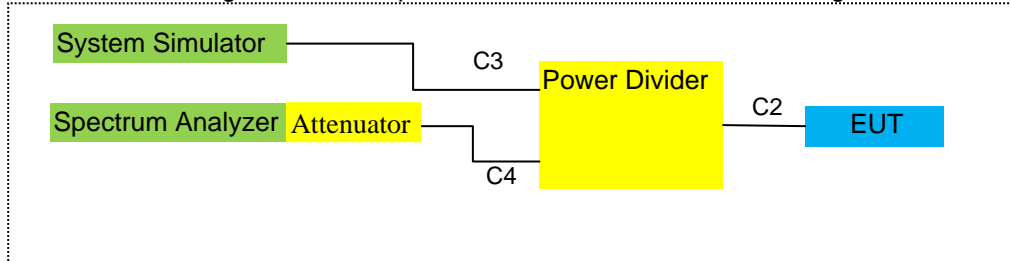 System Simulator
C3
Power Divider
C2
Spectrum Analyzer Attenuator
EUT
C4